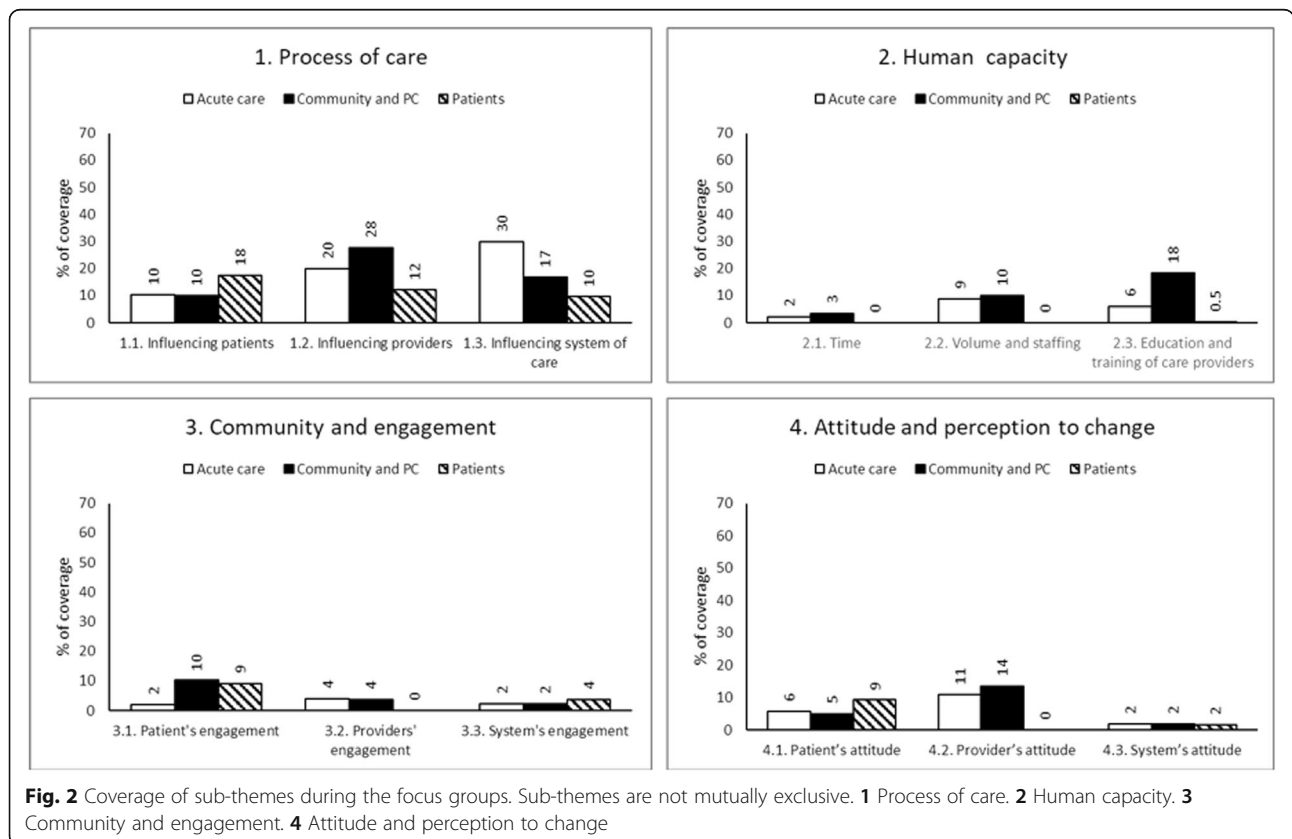 1. Process of care
Acute care Community and PC Patients
% of coverage
70
60
50
40
30
20
10
0
10 10 18
20 28 12
30 17 10
1.1. Influencing patients 1.2. Influencing providers 1.3. Influencing system of
care
2. Human capacity
Acute care Community and PC Patients
% of coverage
70
60
50
40
30
20
10
0
2 3 0
9 10 0
6 18 0.5
2.1. Time 2.2. Volume and staffing 2.3. Education and
training of care providers
3. Community and engagement
Acute care Community and PC Patients
% of coverage
70
60
50
40
30
20
10
0
2 10 9
4 4 0
2 2 4
3.1. Patient's engagement 3.2. Providers' 3.3. System's engagement
engagement
4. Attitude and perception to change
Acute care Community and PC Patients
% of coverage
70
60
50
40
30
20
10
0
6 5 9
11 14 0
2 2 2
4.1. Patient's attitude 4.2. Provider's attitude 4.3. System's attitude
Fig. 2 Coverage of sub-themes during the focus groups. Sub-themes are not mutually exclusive. 1 Process of care. 2 Human capacity. 3
Community and engagement. 4 Attitude and perception to change